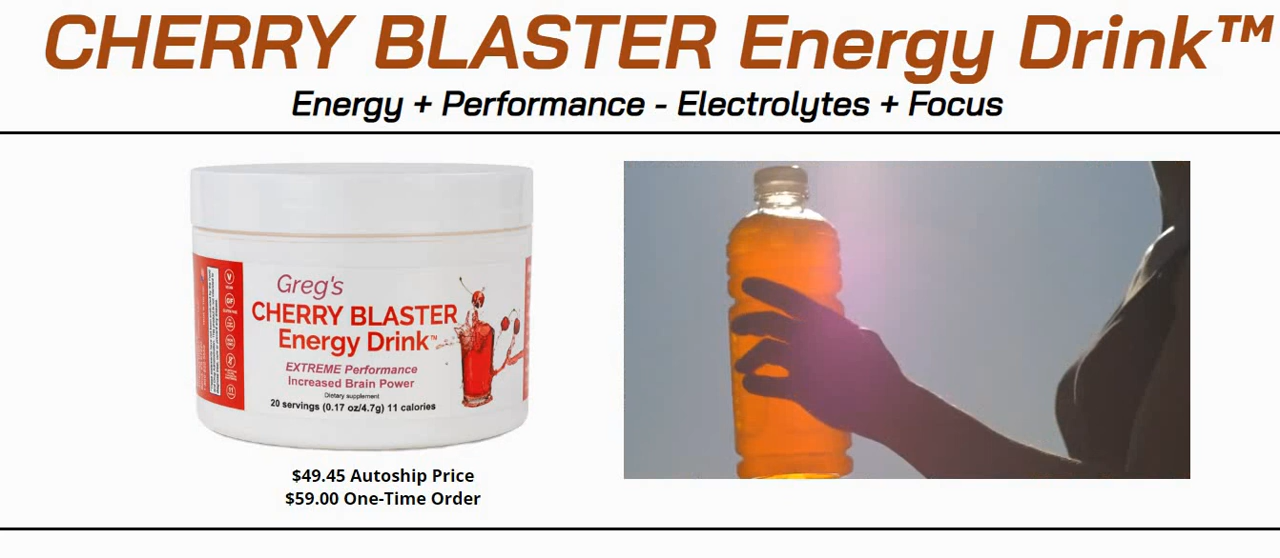 CHERRY BLASTER Energy Drink™
Energy + Performance - Electrolytes + Focus
Greg's
CHERRY BLASTER
Energy Drink™
EXTREME Performance
Increased Brain Power
Dietary supplement
20 servings (0.17 oz/4.7g) 11 calories
V
GF
$49.45 Autoship Price
$59.00 One-Time Order